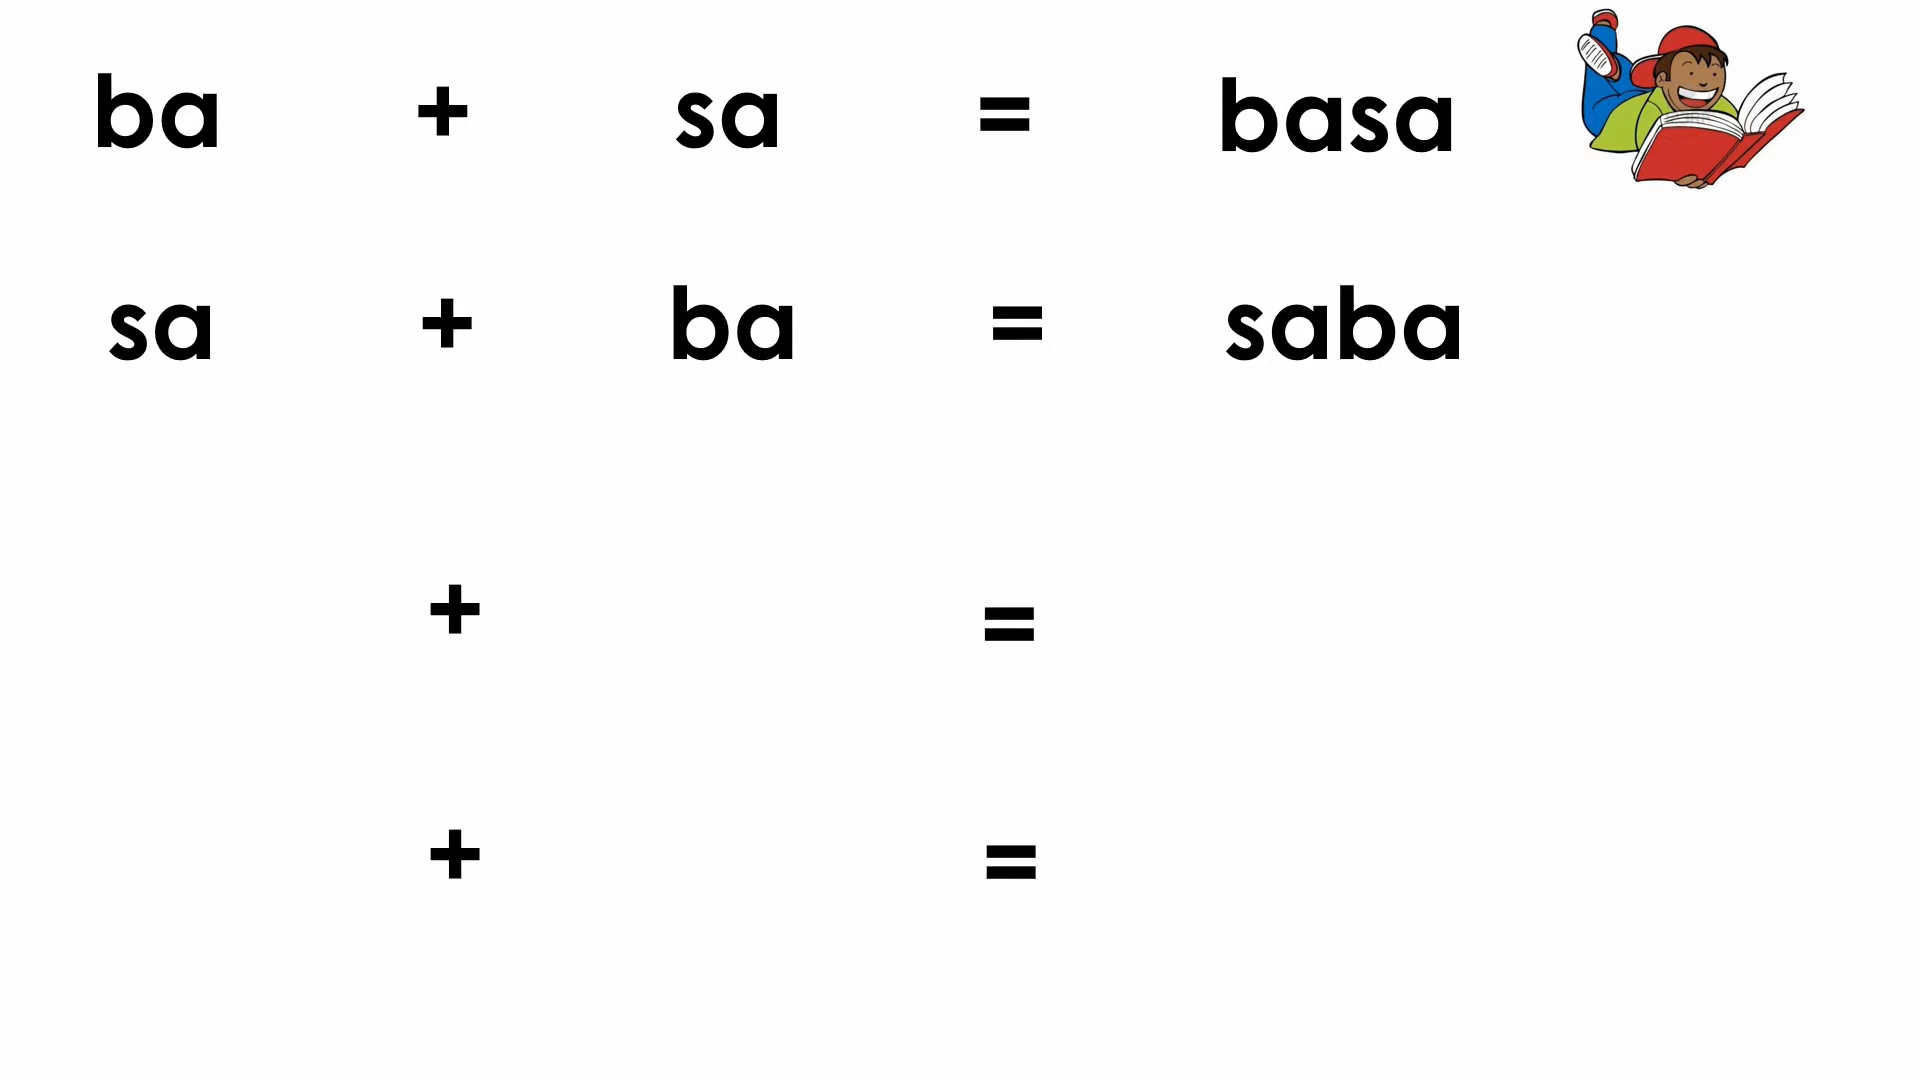 ba + sa = basa
sa + ba = saba
+ =
+ =